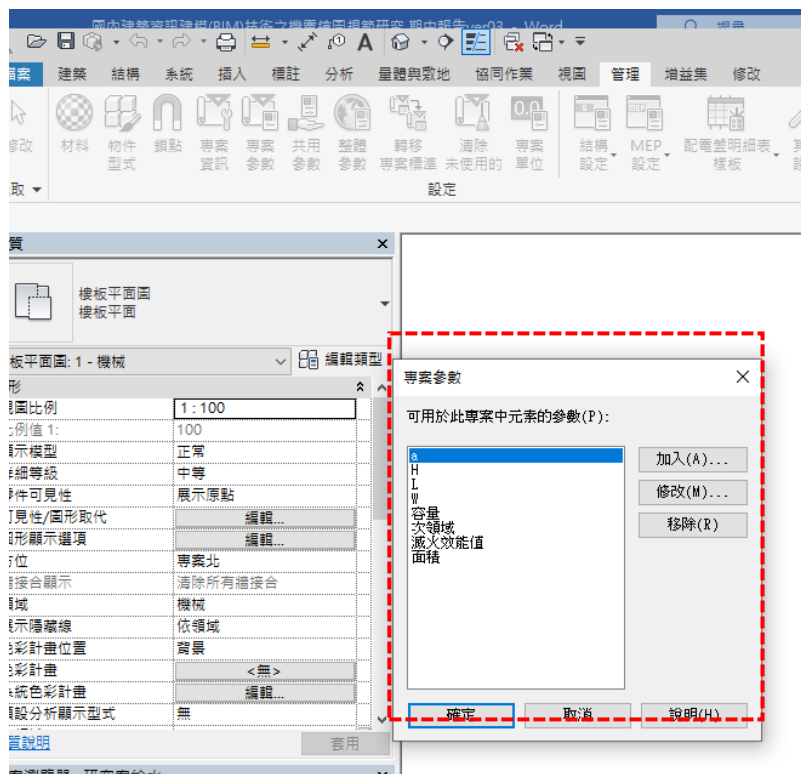 國內建築資訊建模(BIM)技術之機電繪圖規範研究 期中報告ver03 - Word
搜尋
檔案 建築 結構 系統 插入 標註 分析 量體與敷地 協同作業 視圖 管理 增益集 修改
修改 材料 物件 型式 鎖點 專案 資訊 專案 參數 共用 參數 整體 參數 轉移 專案標準 清除 未使用的 專案 單位 結構 設定 MEP 設定 配電盤明細表 樣板
取 設定
質
樓板平面圖
樓板平面
板平面圖: 1 - 機械 編輯類型
形
視圖比例 1 : 100
比例值 1: 100
顯示模型 正常
詳細等級 中等
零件可見性 展示原點
可見性/圖形取代 編輯...
圖形顯示選項 編輯...
方位 專案北
牆接合顯示 清除所有牆接合
領域 機械
展示隱藏線 依領域
色彩計畫位置 背景
色彩計畫 <無>
系統色彩計畫 編輯...
預設分析顯示型式 無
質說明 套用
專案參數
可用於此專案中元素的參數(P):
a
H
L
W
容量
次領域
滅火效能值
面積
加入(A)...
修改(M)...
移除(R)
確定 取消 說明(H)